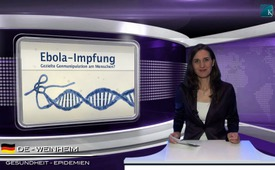 K
Ebola-Impfung
Gezielte Genmanipulation am Menschen?
DE - WEINHEIM
GESUNDHEIT - EPIDEMIEN